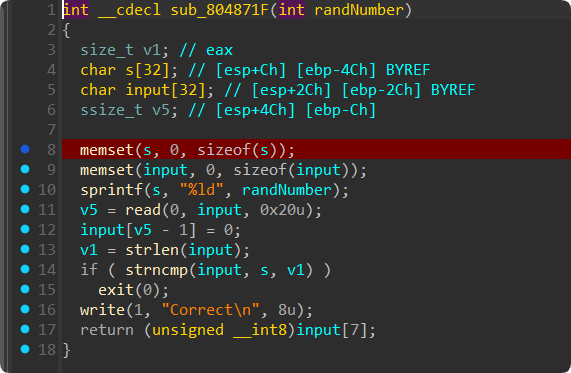 1 int __cdecl sub_804871F(int randNumber)
2 {
3 size_t v1; // eax
4 char s[32]; // [esp+Ch] [ebp-4Ch] BYREF
5 char input[32]; // [esp+2Ch] [ebp-2Ch] BYREF
6 ssize_t v5; // [esp+4Ch] [ebp-Ch]
7
8 memset(s, 0, sizeof(s));
9 memset(input, 0, sizeof(input));
10 sprintf(s, "%ld", randNumber);
11 v5 = read(0, input, 0x20u);
12 input[v5 - 1] = 0;
13 v1 = strlen(input);
14 if ( strncmp(input, s, v1) )
15 exit(0);
16 write(1, "Correct\n", 8u);
17 return (unsigned __int8)input[7];
18 }